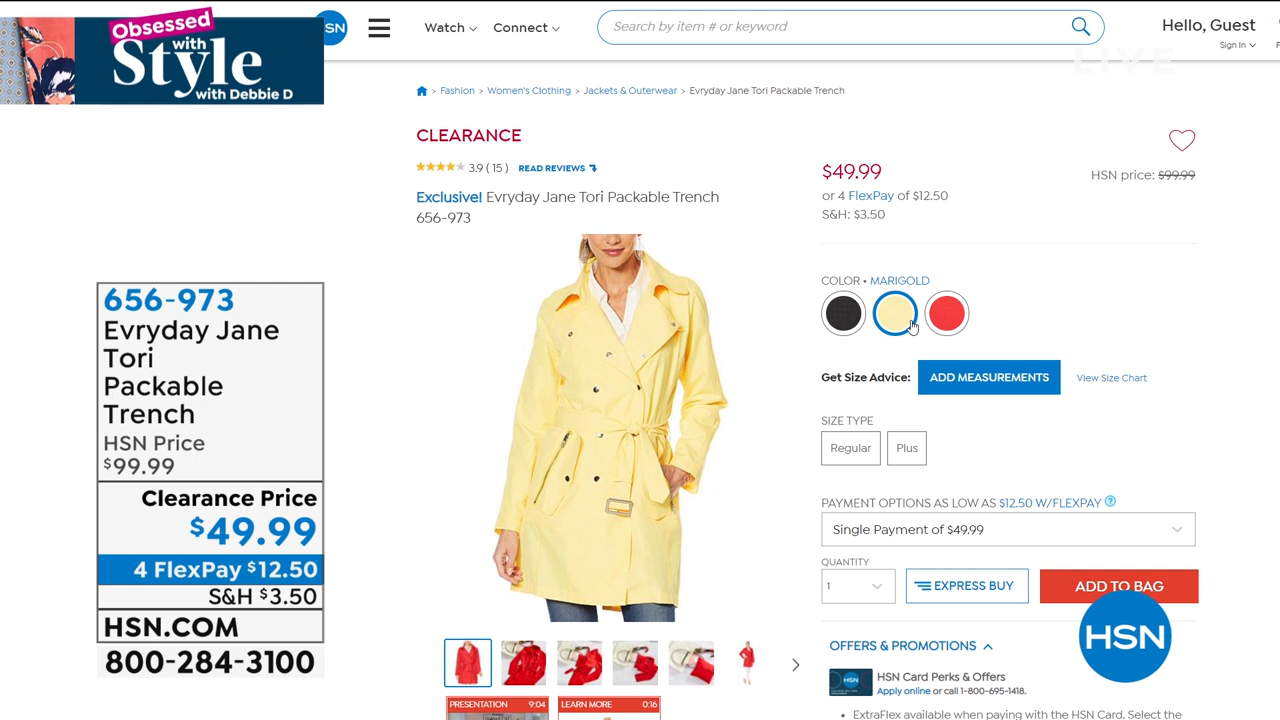 Obsessed
with
Style
with Debbie D
SN
Watch
Connect
Search by item # or keyword
Hello, Guest
Sign In
LIVE
> Fashion > Women's Clothing > Jackets & Outerwear > Evryday Jane Tori Packable Trench
CLEARANCE
3.9 ( 15 ) READ REVIEWS
Exclusive! Evryday Jane Tori Packable Trench
656-973
$49.99
HSN price: $99.99
or 4 FlexPay of $12.50
S&H: $3.50
COLOR • MARIGOLD
Get Size Advice: ADD MEASUREMENTS View Size Chart
SIZE TYPE
Regular Plus
PAYMENT OPTIONS AS LOW AS $12.50 W/FLEXPAY ?
Single Payment of $49.99
QUANTITY
1 EXPRESS BUY ADD TO BAG
OFFERS & PROMOTIONS
HSN
HSN Card Perks & Offers
Apply online or call 1-800-695-1418.
• ExtraFlex available when paying with the HSN Card. Select the
HSN
656-973
Evryday Jane
Tori
Packable
Trench
HSN Price
$99.99
Clearance Price
$49.99
4 FlexPay $12.50
S&H $3.50
HSN.COM
800-284-3100
PRESENTATION 9:04
LEARN MORE 0:16